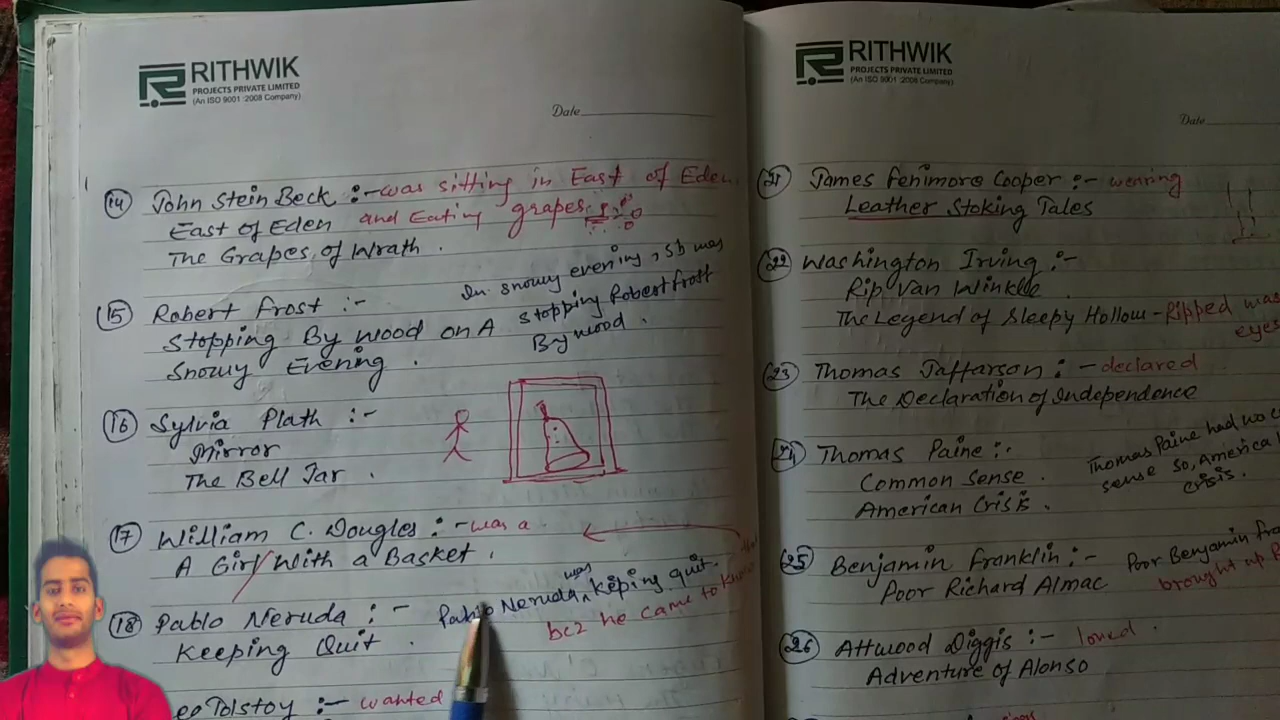 RITHWIK
PROJECTS PRIVATE LIMITED
(An ISO 9001 :2008 Company)
Date
14 John Stein Beck :- was sitting in East of Eden
East of Eden and Eating grapes
The Grapes of Wrath .
15 Robert Frost :-
In snowy evening , sb was
stopping Robert frost
By wood .
Stopping By wood on A
Snowy Evening .
16 Sylvia Plath :-
Mirror
The Bell Jar .
17 William C. Dougles :- was a
A Girl With a Basket .
18 Pablo Neruda :- Pablo Neruda was Keping quit.
bcz he came to know
Keeping Quit .
Tolstoy :- wanted
RITHWIK
PROJECTS PRIVATE LIMITED
(An ISO 9001 :2008 Company)
Date
21 James Fenimore Cooper :- wearing
Leather Stoking Tales
22 Washington Irving :-
Rip Van Winkle .
The Legend of Sleepy Hollow - Ripped
eyes
23 Thomas Jaffarson :- declared
The Declaration of Independence
24 Thomas Paine :-
Common Sense .
American Crisis .
Thomas Paine had no
sense so, America
crisis.
25 Benjamin Franklin :- Poor Benjamin
Poor Richard Almac brought up
26 Attwood Diggis :- loved .
Adventure of Alonso